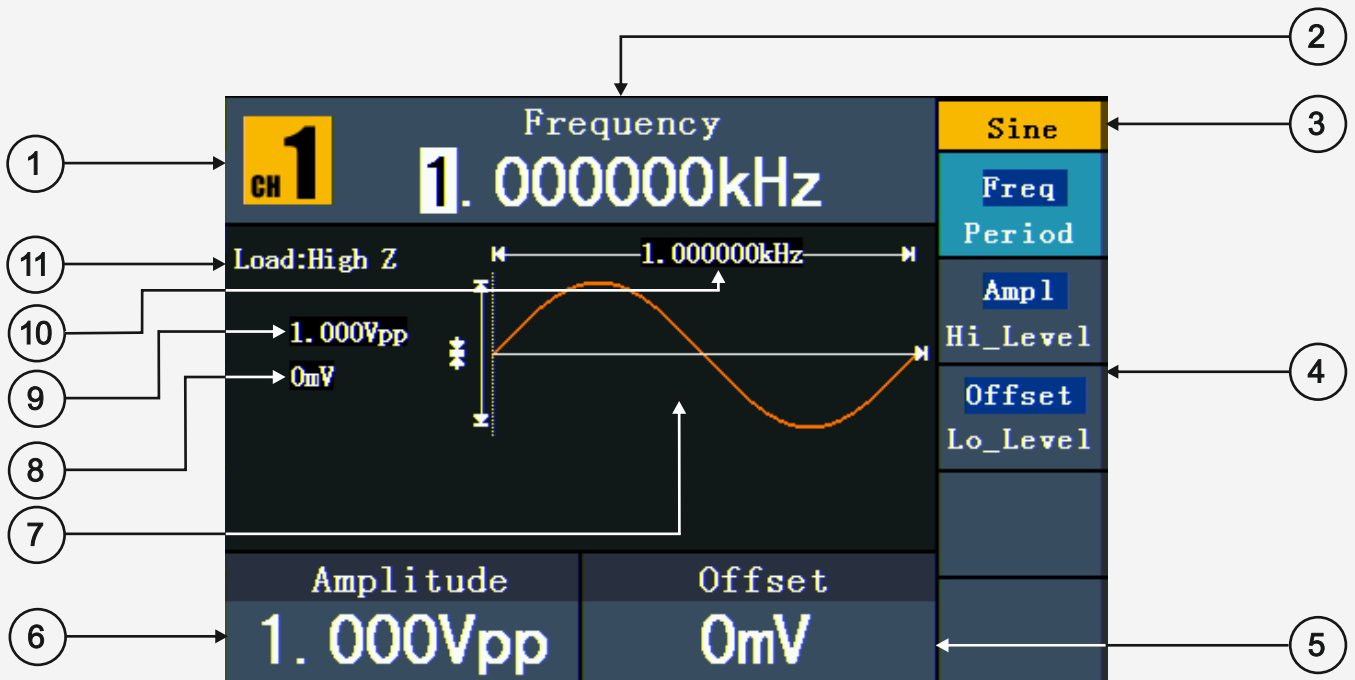 2
Frequency
CH 1
1. 000000kHz
Sine
3
1
Freq
Period
11
Load:High Z
1. 000000kHz
Ampl
Hi_Level
10
1. 000Vpp
9
0mV
4
Offset
Lo_Level
8
7
Amplitude
Offset
6
1. 000Vpp
0mV
5